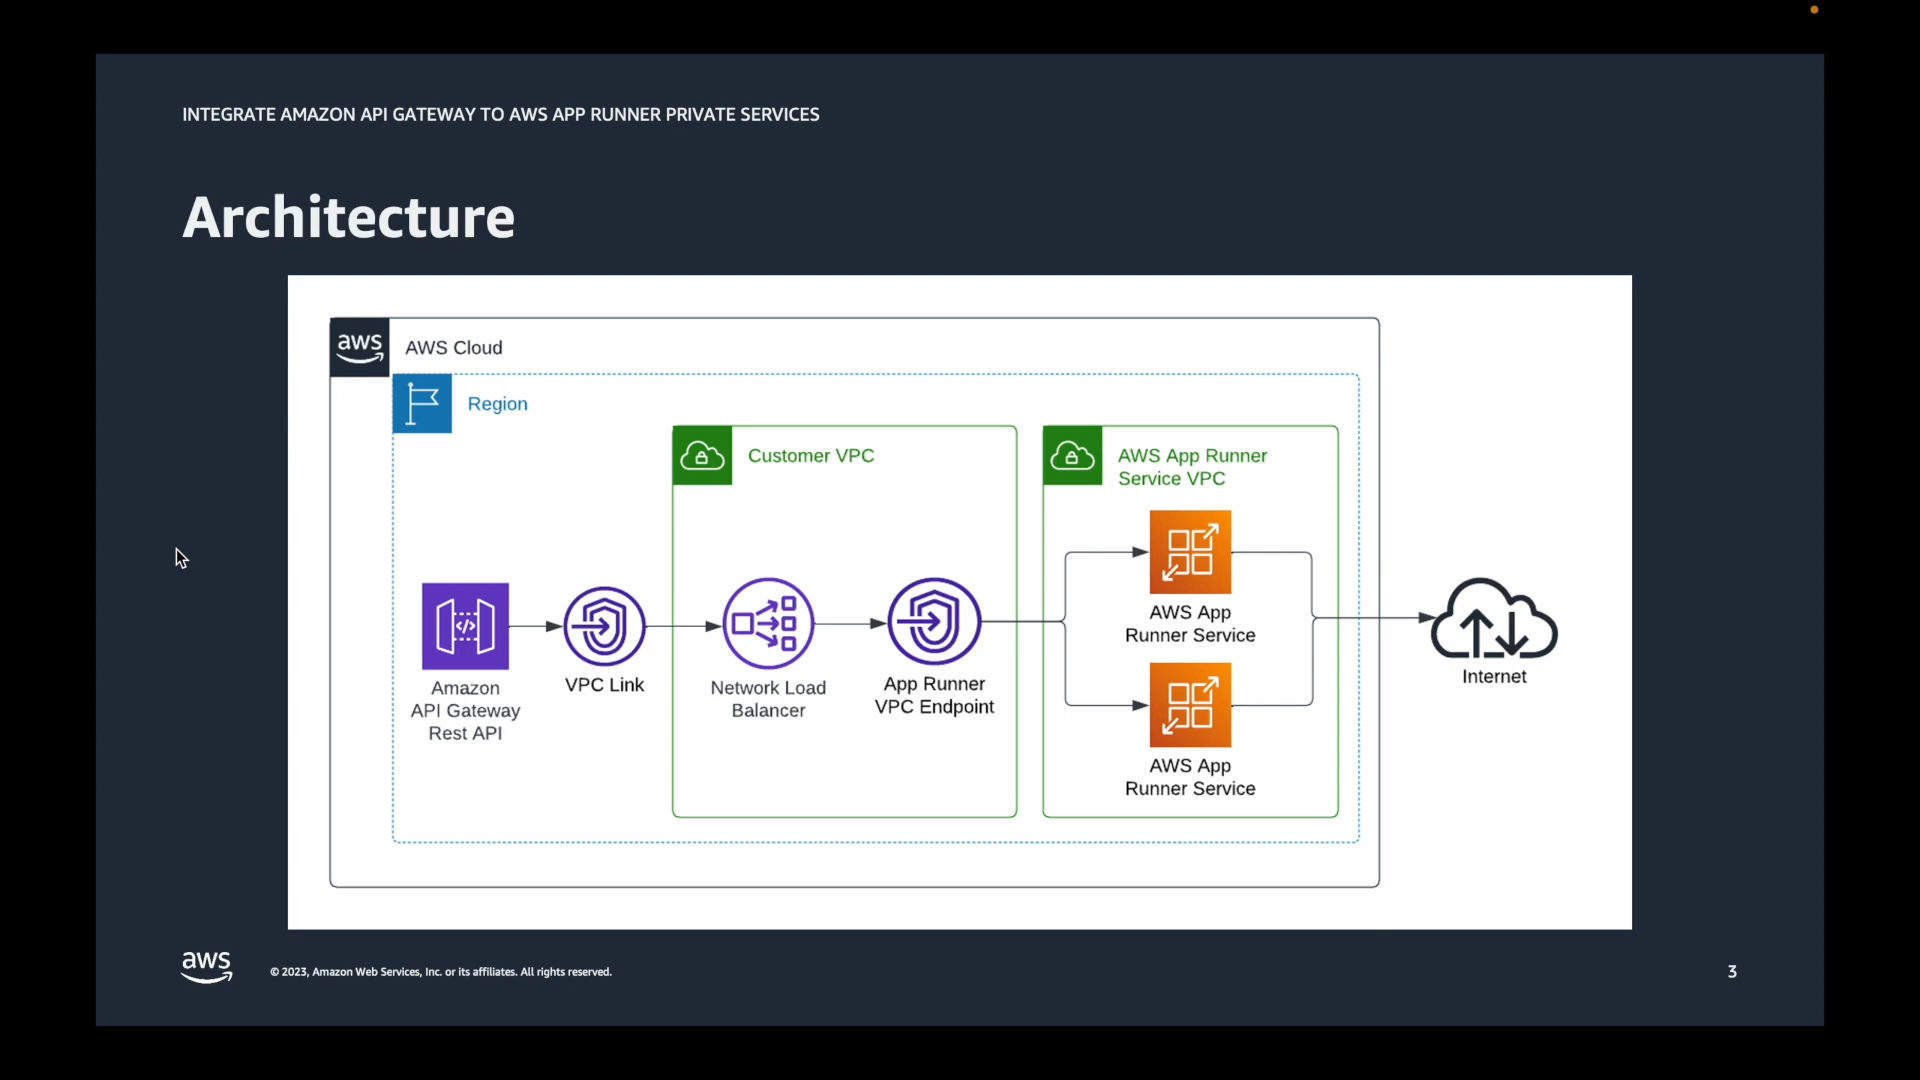 INTEGRATE AMAZON API GATEWAY TO AWS APP RUNNER PRIVATE SERVICES
Architecture
aws
AWS Cloud
Region
Customer VPC
AWS App Runner
Service VPC
</>
Amazon
API Gateway
Rest API
VPC Link
Network Load
Balancer
App Runner
VPC Endpoint
AWS App
Runner Service
AWS App
Runner Service
Internet
aws
© 2023, Amazon Web Services, Inc. or its affiliates. All rights reserved.
3